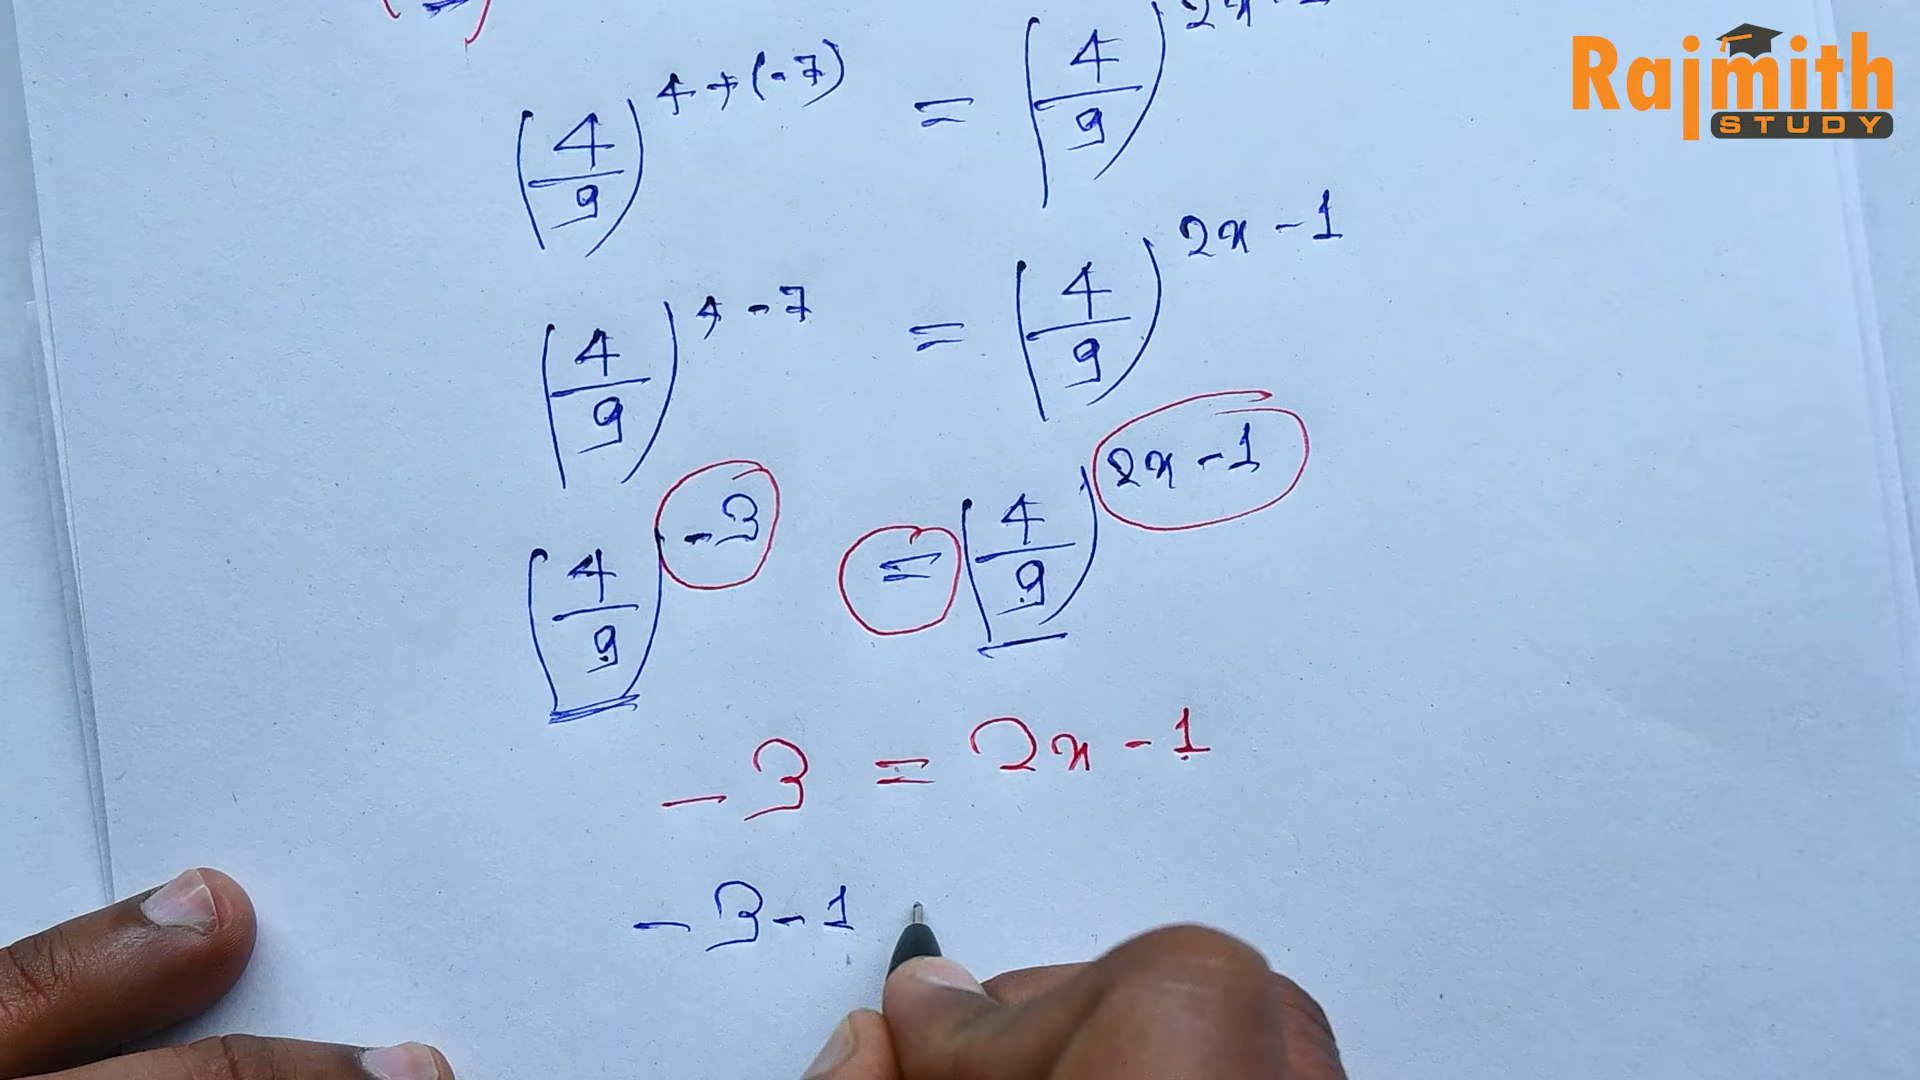 Rajmith
STUDY
(4/9)^4+(-7) = (4/9)^2x-
(4/9)^4-7 = (4/9)^2x-1
(4/9)^-3 = (4/9)^2x-1
-3 = 2x-1
-3-1